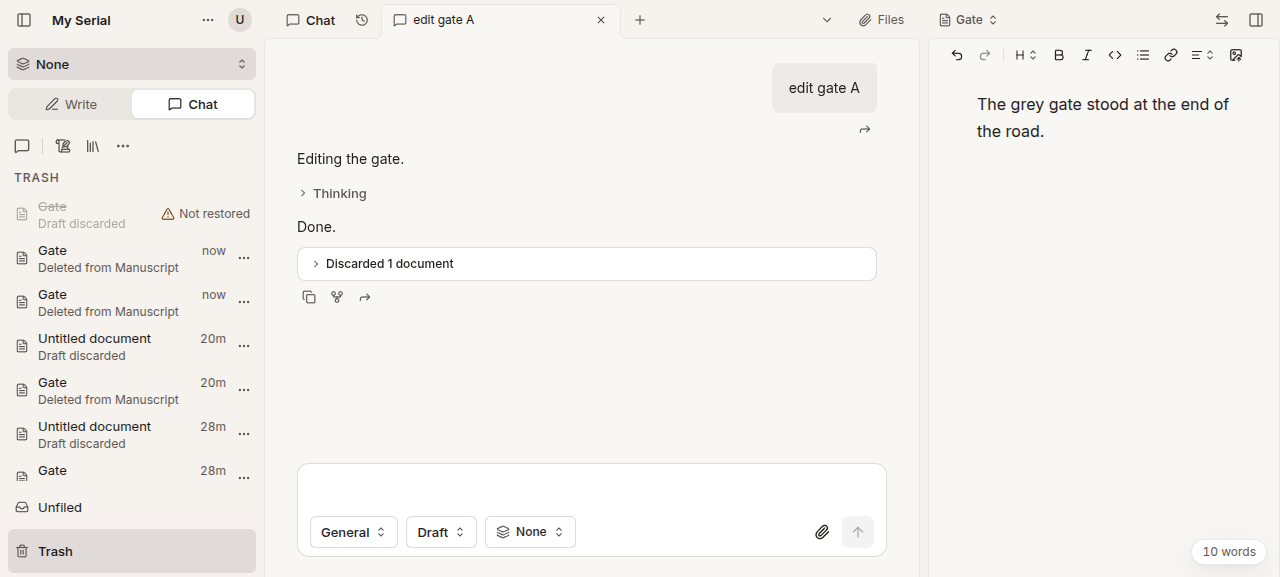 My Serial
U
Chat
edit gate A
Files
Gate
None
Write
Chat
TRASH
Gate
Draft discarded
Not restored
Gate
now
Deleted from Manuscript
Gate
now
Deleted from Manuscript
Untitled document
20m
Draft discarded
Gate
20m
Deleted from Manuscript
Untitled document
28m
Draft discarded
Gate
28m
Unfiled
Trash
edit gate A
Editing the gate.
Thinking
Done.
Discarded 1 document
General
Draft
None
H
B
I
The grey gate stood at the end of
the road.
10 words